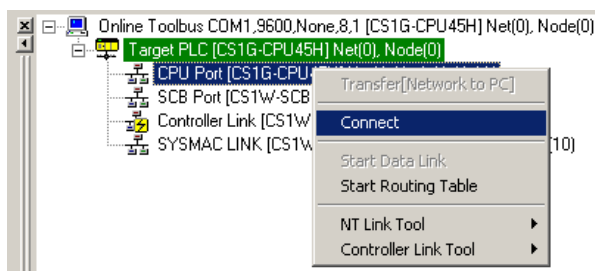 Online Toolbus COM1,9600,None,8,1 [CS1G-CPU45H] Net(0), Node(0)
Target PLC [CS1G-CPU45H] Net(0), Node(0)
CPU Port [CS1G-CPU
SCB Port [CS1W-SCB
Controller Link [CS1W
SYSMAC LINK [CS1W
(10)
Transfer[Network to PC]
Connect
Start Data Link
Start Routing Table
NT Link Tool
Controller Link Tool